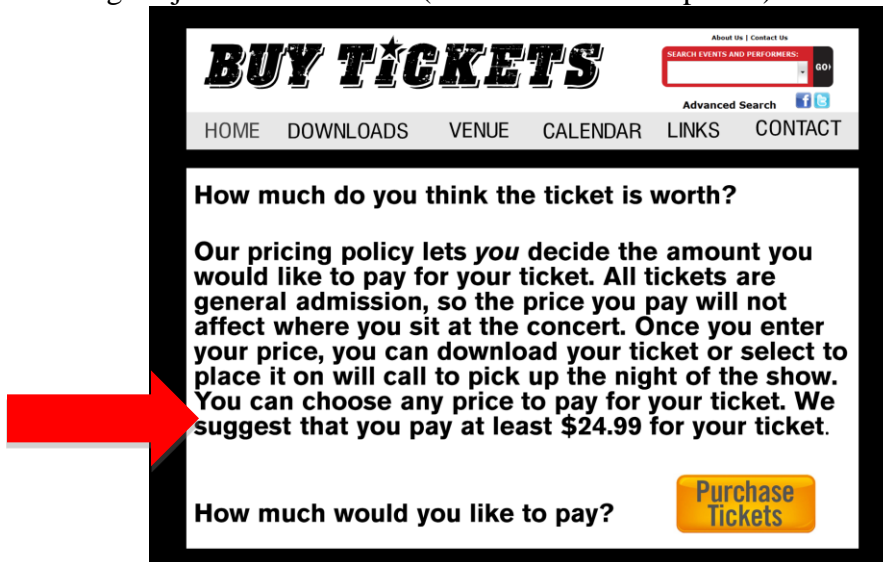 About Us | Contact Us
BUY TICKETS
SEARCH EVENTS AND PERFORMERS:
GO
Advanced Search
HOME DOWNLOADS VENUE CALENDAR LINKS CONTACT
How much do you think the ticket is worth?
Our pricing policy lets you decide the amount you
would like to pay for your ticket. All tickets are
general admission, so the price you pay will not
affect where you sit at the concert. Once you enter
your price, you can download your ticket or select to
place it on will call to pick up the night of the show.
You can choose any price to pay for your ticket. We
suggest that you pay at least $24.99 for your ticket.
Purchase
Tickets
How much would you like to pay?